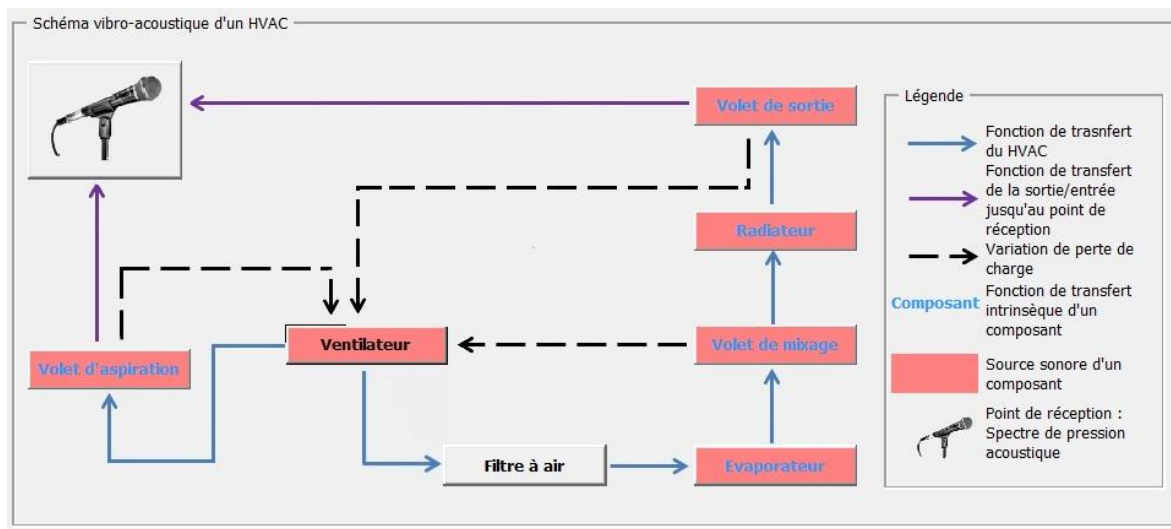 Schéma vibro-acoustique d'un HVAC
Volet de sortie
Radiateur
Ventilateur
Volet de mixage
Volet d'aspiration
Filtre à air
Evaporateur
Légende
Fonction de trasnfert
du HVAC
Fonction de transfert
de la sortie/entrée
jusqu'au point de
réception
Variation de perte de
charge
Composant
Fonction de transfert
intrinsèque d'un
composant
Source sonore d'un
composant
Point de réception :
Spectre de pression
acoustique